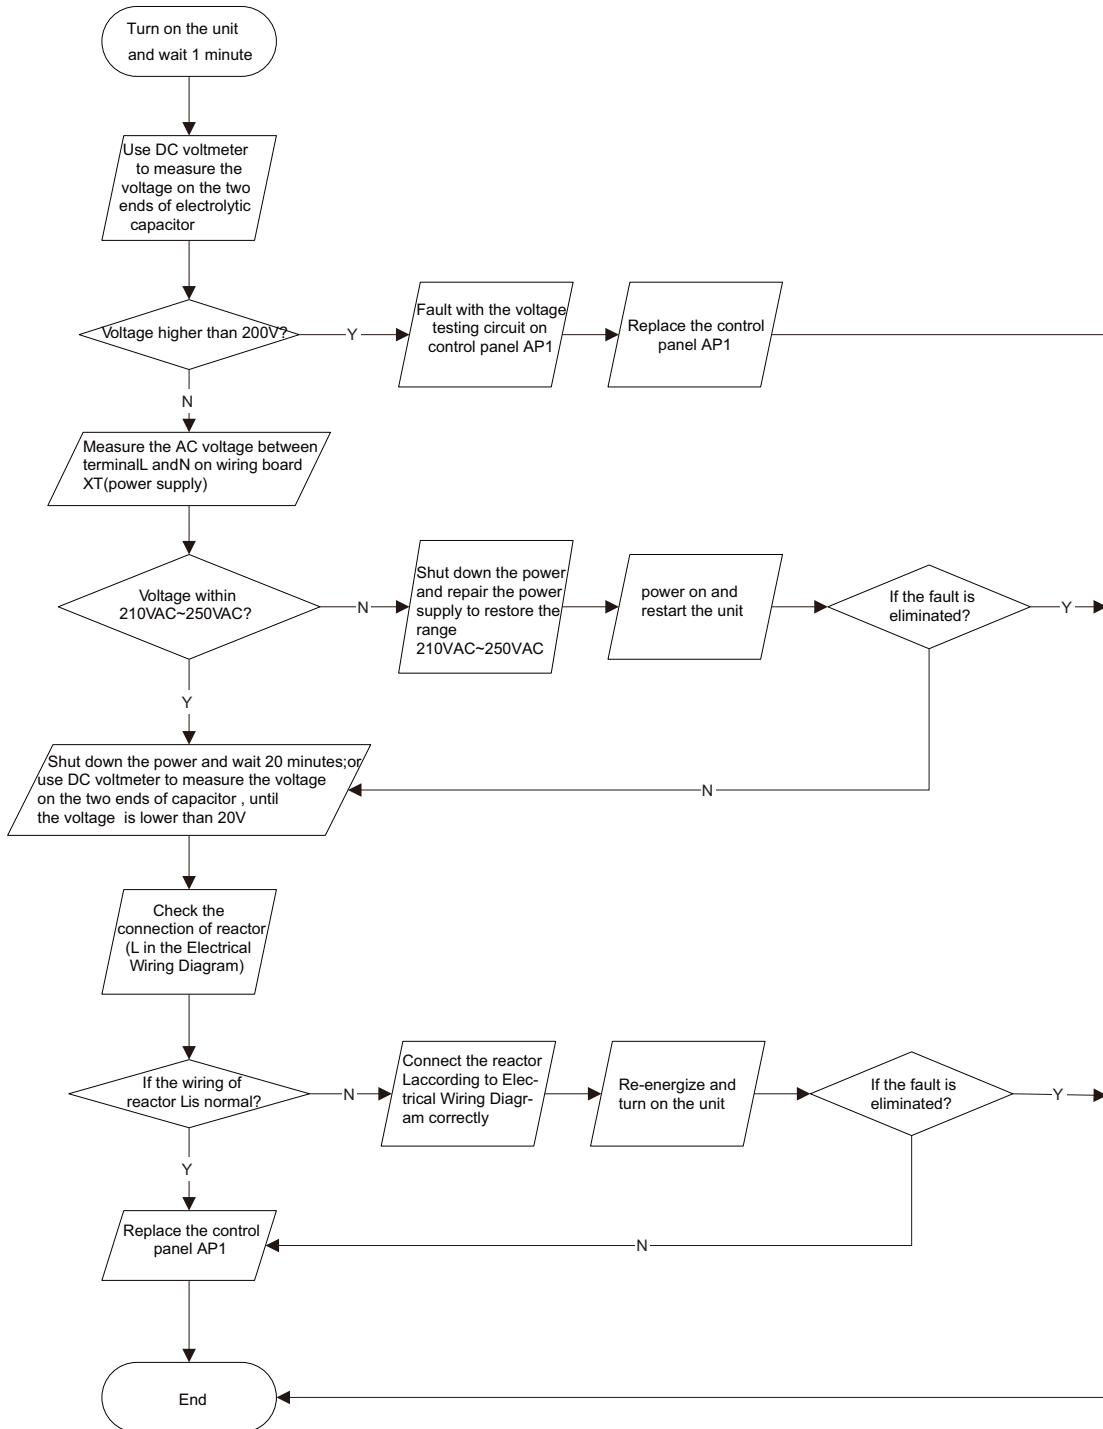 Turn on the unit
and wait 1 minute
Use DC voltmeter
to measure the
voltage on the two
ends of electrolytic
capacitor
Voltage higher than 200V?
Y
Fault with the voltage
testing circuit on
control panel AP1
Replace the control
panel AP1
N
Measure the AC voltage between
terminalL andN on wiring board
XT(power supply)
Voltage within
210VAC~250VAC?
N
Shut down the power
and repair the power
supply to restore the
range
210VAC~250VAC
power on and
restart the unit
If the fault is
eliminated?
Y
Y
N
Shut down the power and wait 20 minutes;or
use DC voltmeter to measure the voltage
on the two ends of capacitor , until
the voltage is lower than 20V
Check the
connection of reactor
(L in the Electrical
Wiring Diagram)
If the wiring of
reactor Lis normal?
N
Connect the reactor
Laccording to Elec-
trical Wiring Diagr-
am correctly
Re-energize and
turn on the unit
If the fault is
eliminated?
Y
Y
N
Replace the control
panel AP1
End